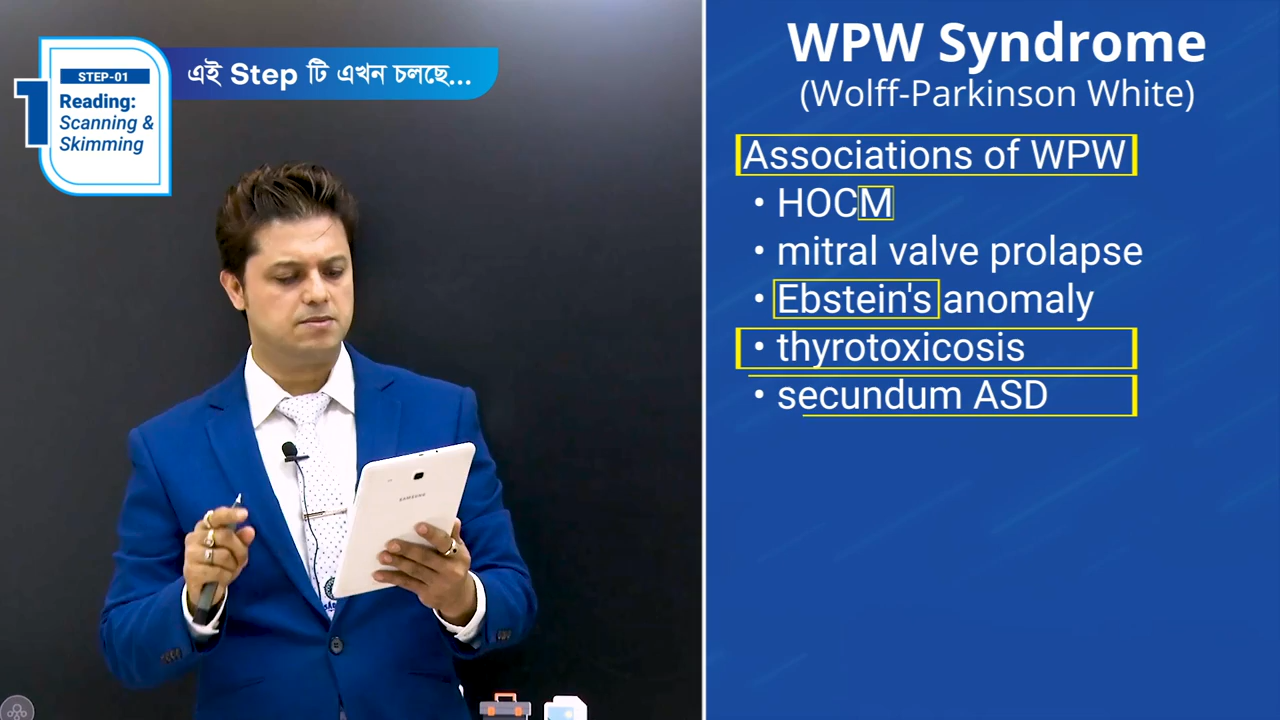 STEP-01
1
Reading:
Scanning &
Skimming
এই Step টি এখন চলছে...
WPW Syndrome
(Wolff-Parkinson White)
Associations of WPW
• HOCM
• mitral valve prolapse
• Ebstein's anomaly
• thyrotoxicosis
• secundum ASD
SAMSUNG